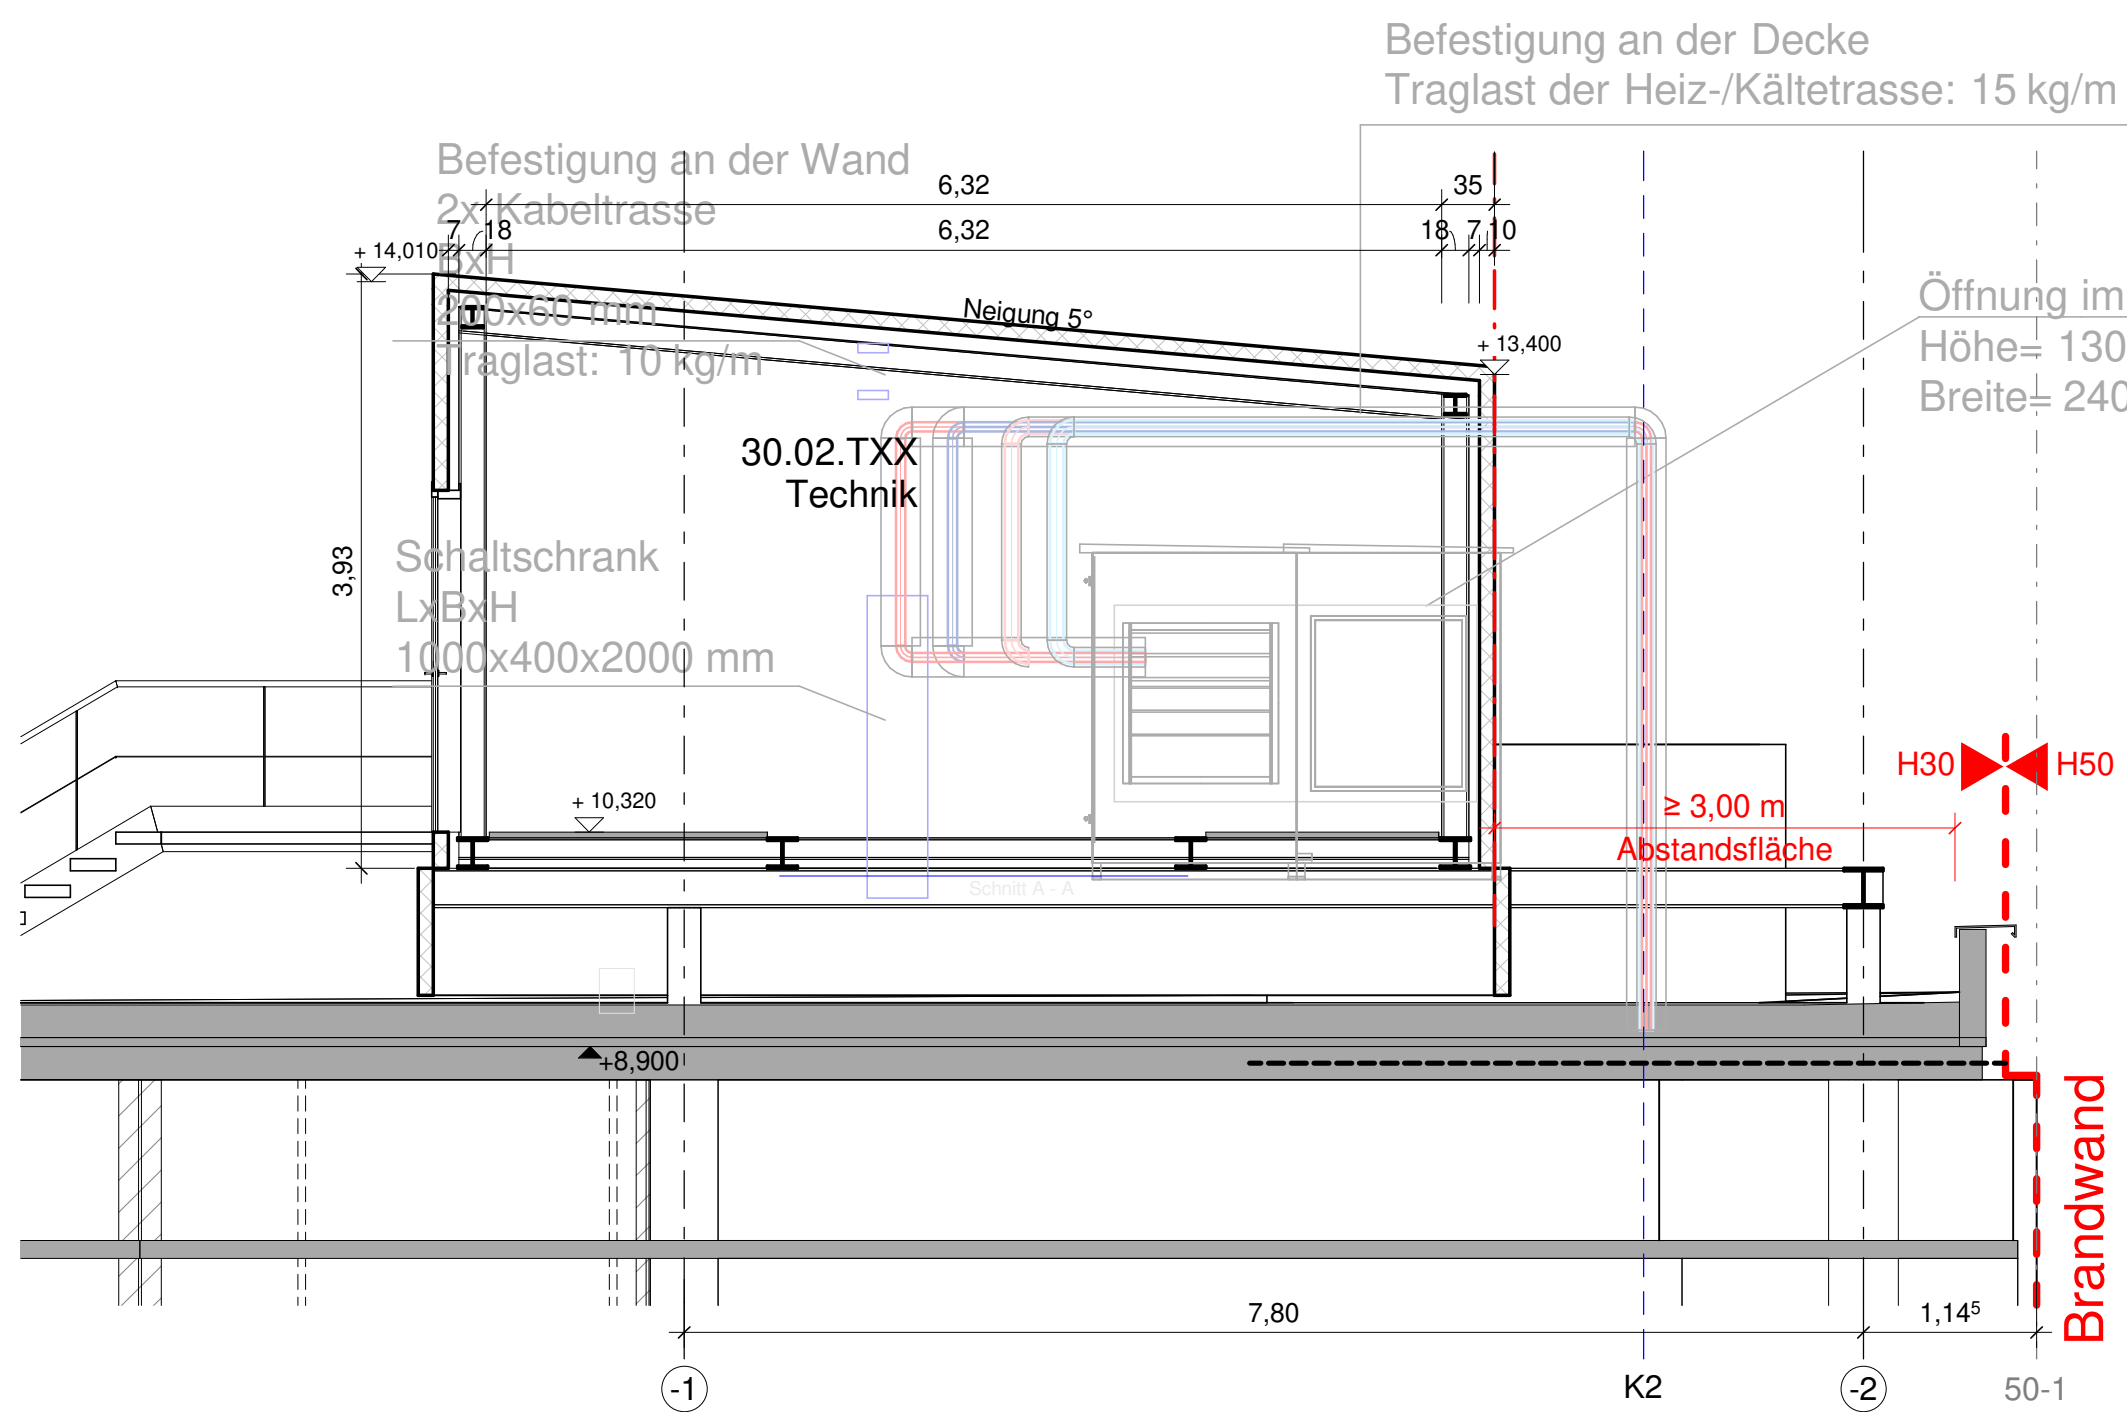 Befestigung an der Decke
Traglast der Heiz-/Kältetrasse: 15 kg/m
Befestigung an der Wand
2x Kabeltrasse
BxH
200x60 mm
Traglast: 10 kg/m
6,32
35
7
18
6,32
18
7
10
+ 14,010
Neigung 5°
+ 13,400
Öffnung im
Höhe= 130
Breite= 240
30.02.TXX
Technik
3,93
Schaltschrank
LxBxH
1000x400x2000 mm
+ 10,320
H30
H50
≥ 3,00 m
Abstandsfläche
Schnitt A - A
+8,900
Brandwand
7,80
1,14⁵
-1
K2
-2
50-1